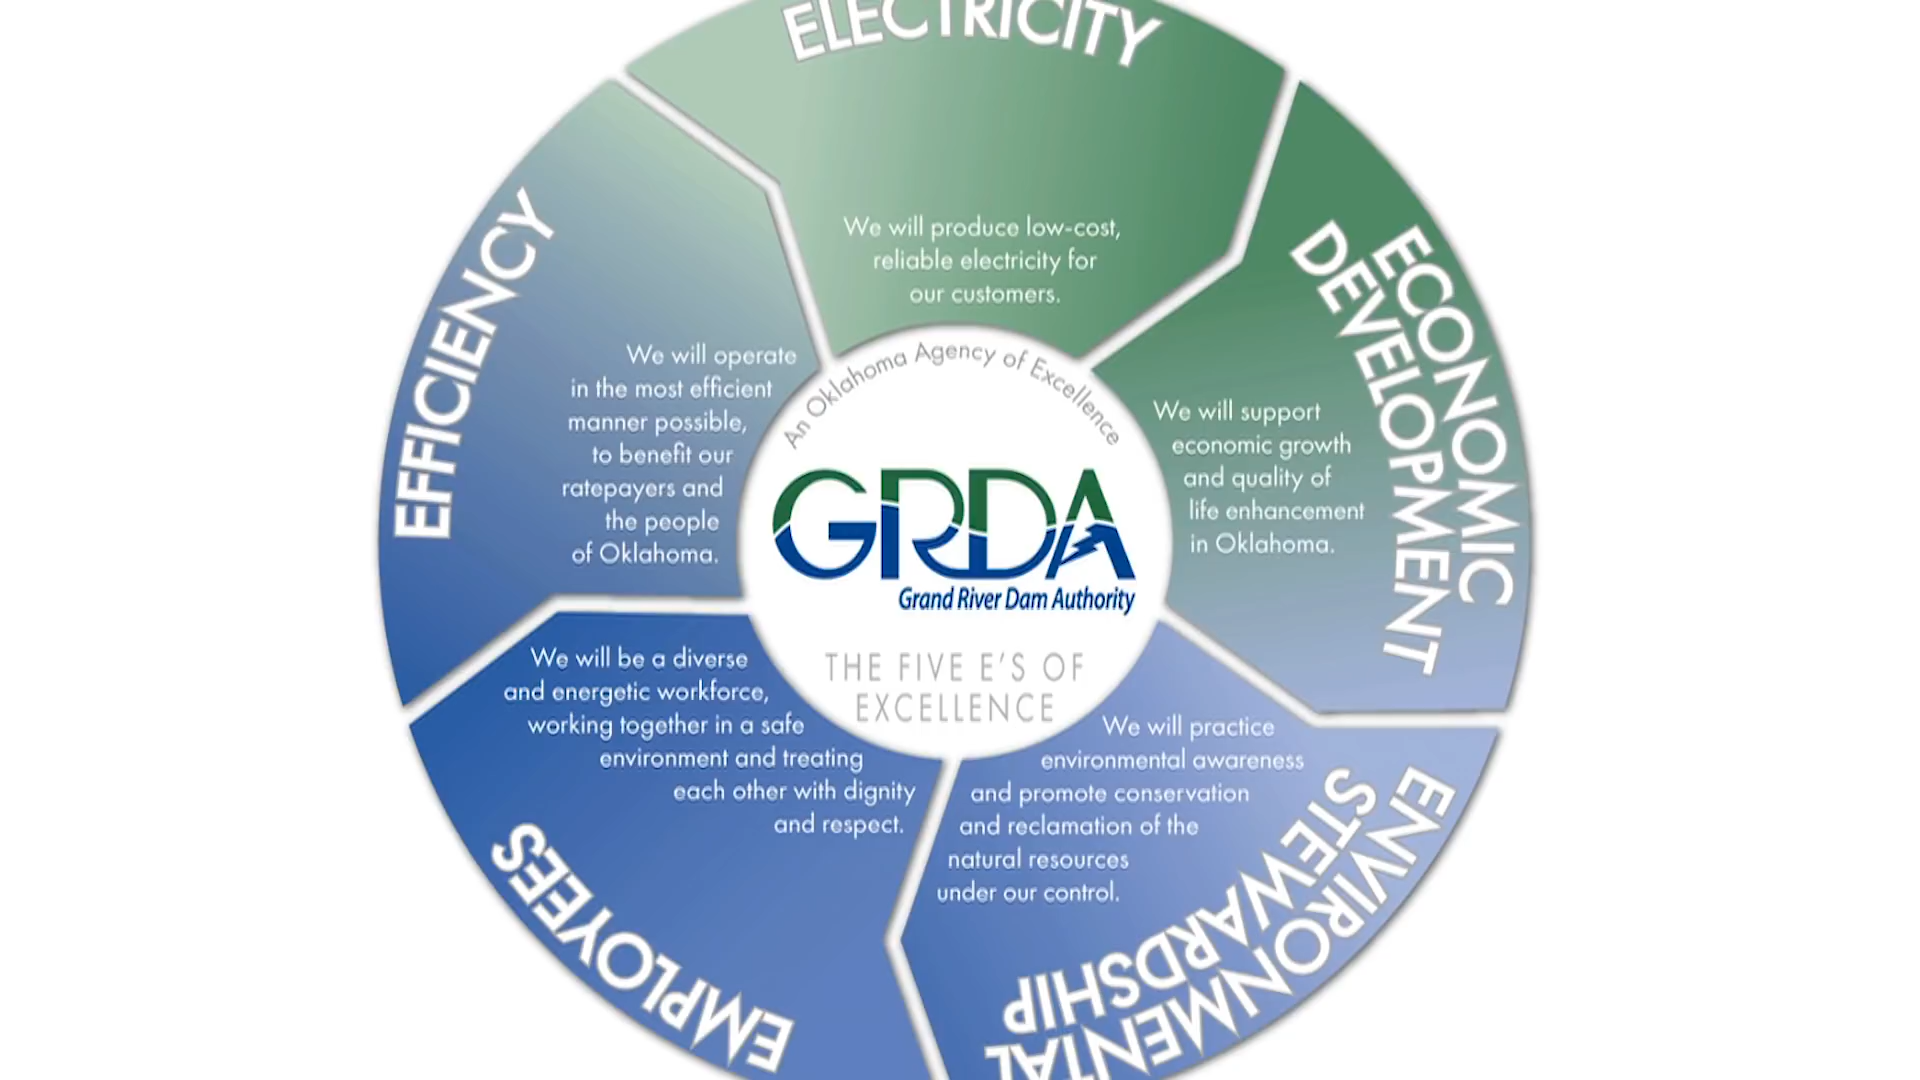 ELECTRICITY
We will produce low-cost,
reliable electricity for
our customers.
ECONOMIC
DEVELOPMENT
We will support
economic growth
and quality of
life enhancement
in Oklahoma.
ENVIRONMENTAL
STEWARDSHIP
We will practice
environmental awareness
and promote conservation
and reclamation of the
natural resources
under our control.
EMPLOYEES
We will be a diverse
and energetic workforce,
working together in a safe
environment and treating
each other with dignity
and respect.
EFFICIENCY
We will operate
in the most efficient
manner possible,
to benefit our
ratepayers and
the people
of Oklahoma.
An Oklahoma Agency of Excellence
GRDA
Grand River Dam Authority
THE FIVE E'S OF
EXCELLENCE